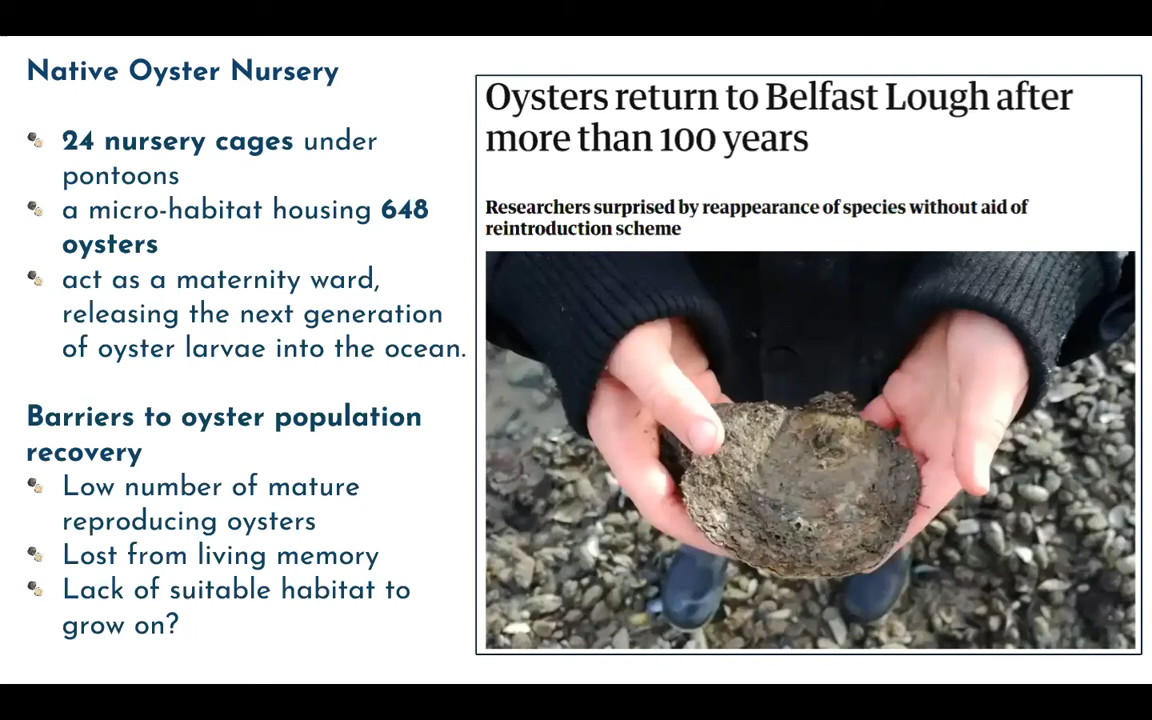 Native Oyster Nursery
24 nursery cages under
pontoons
a micro-habitat housing 648
oysters
act as a maternity ward,
releasing the next generation
of oyster larvae into the ocean.
Barriers to oyster population
recovery
Low number of mature
reproducing oysters
Lost from living memory
Lack of suitable habitat to
grow on?
Oysters return to Belfast Lough after
more than 100 years
Researchers surprised by reappearance of species without aid of
reintroduction scheme